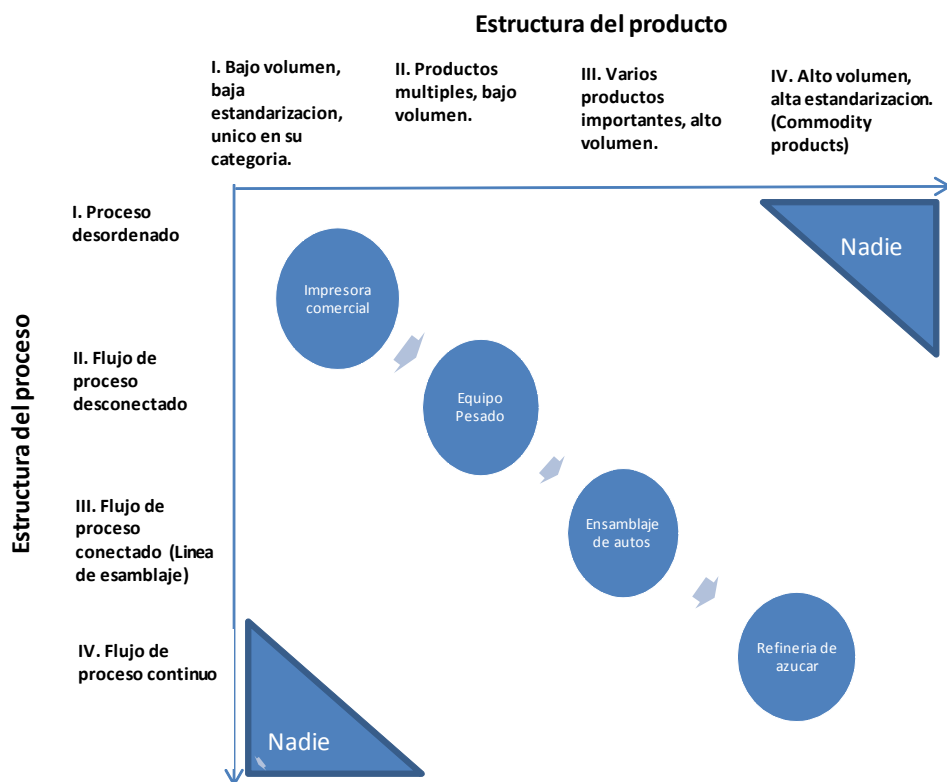 Estructura del producto
I. Bajo volumen,
baja
estandarizacion,
unico en su
categoria.
II. Productos
multiples, bajo
volumen.
III. Varios
productos
importantes, alto
volumen.
IV. Alto volumen,
alta estandarizacion.
(Commodity
products)
Estructura del proceso
I. Proceso
desordenado
II. Flujo de
proceso
desconectado
III. Flujo de
proceso
conectado (Linea
de esamblaje)
IV. Flujo de
proceso continuo
Impresora
comercial
Equipo
Pesado
Ensamblaje
de autos
Refineria de
azucar
Nadie
Nadie